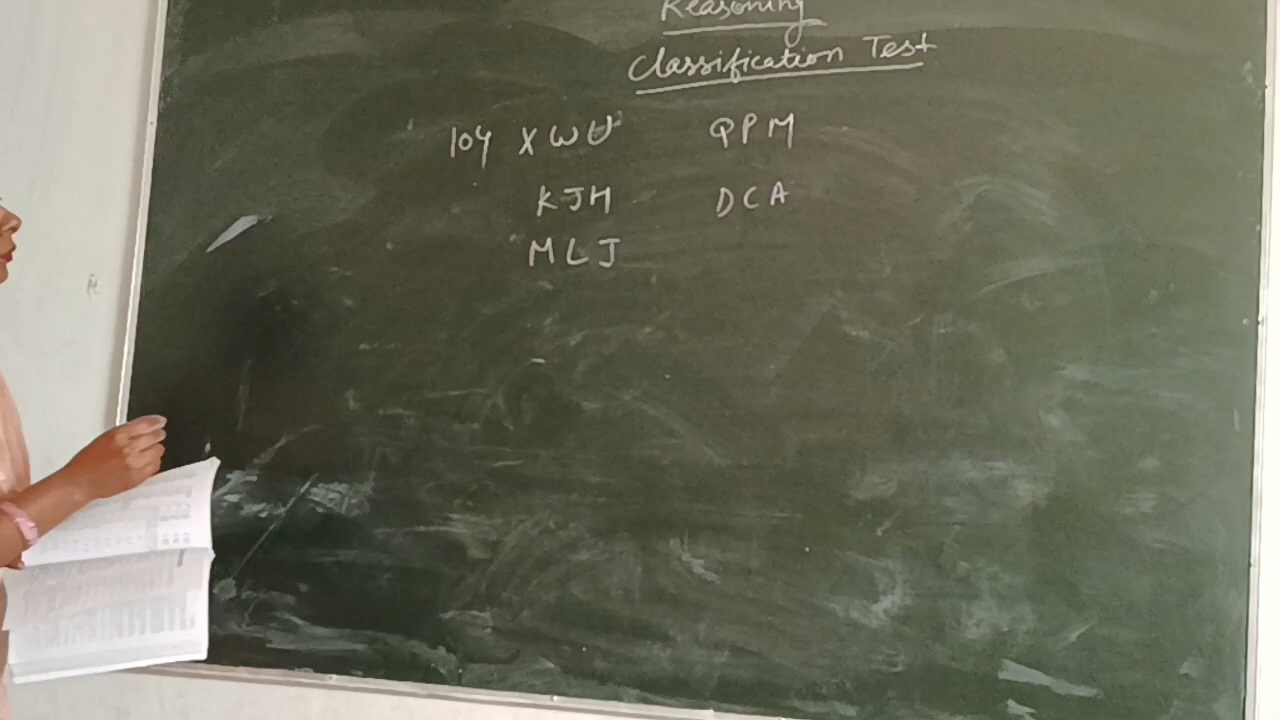 Reasoning
Classification Test
104 XWU QPM
KJH DCA
MLJ